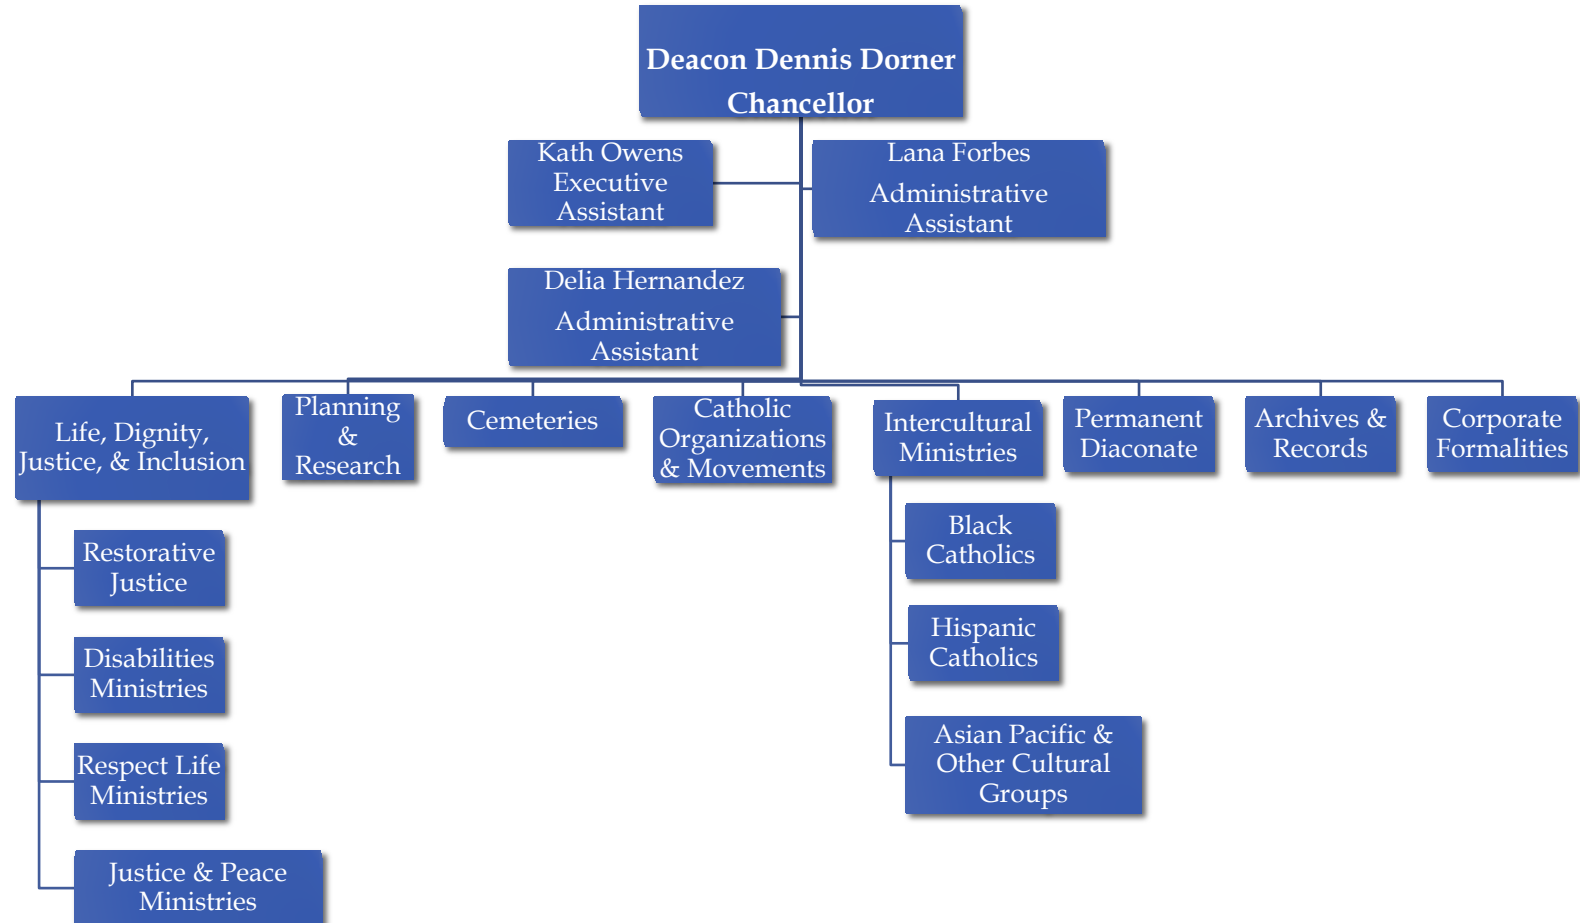 Deacon Dennis Dorner
Chancellor
Kath Owens
Executive
Assistant
Lana Forbes
Administrative
Assistant
Delia Hernandez
Administrative
Assistant
Life, Dignity,
Justice, & Inclusion
Planning
&
Research
Cemeteries
Catholic
Organizations
& Movements
Intercultural
Ministries
Permanent
Diaconate
Archives &
Records
Corporate
Formalities
Restorative
Justice
Disabilities
Ministries
Respect Life
Ministries
Justice & Peace
Ministries
Black
Catholics
Hispanic
Catholics
Asian Pacific &
Other Cultural
Groups